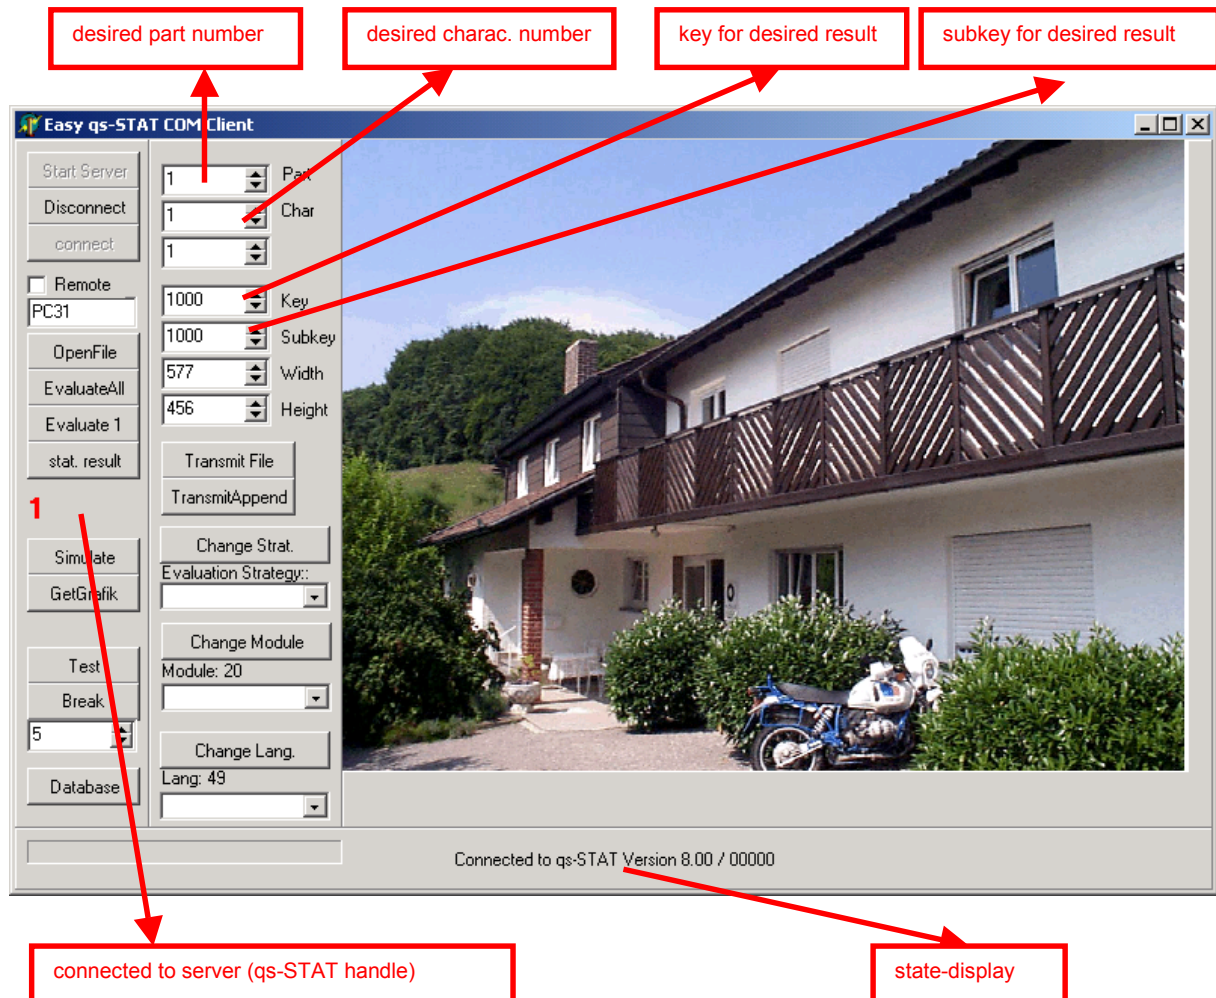 desired part number
desired charac. number
key for desired result
subkey for desired result
Easy qs-STAT COM Client
Start Server
Disconnect
connect
Remote
PC31
OpenFile
EvaluateAll
Evaluate 1
stat. result
1
Simulate
GetGrafik
Test
Break
5
Database
1 Part
1 Char
1
1000 Key
1000 Subkey
577 Width
456 Height
Transmit File
TransmitAppend
Change Strat.
Evaluation Strategy::
Change Module
Module: 20
Change Lang.
Lang: 49
Connected to qs-STAT Version 8.00 / 00000
connected to server (qs-STAT handle)
state-display